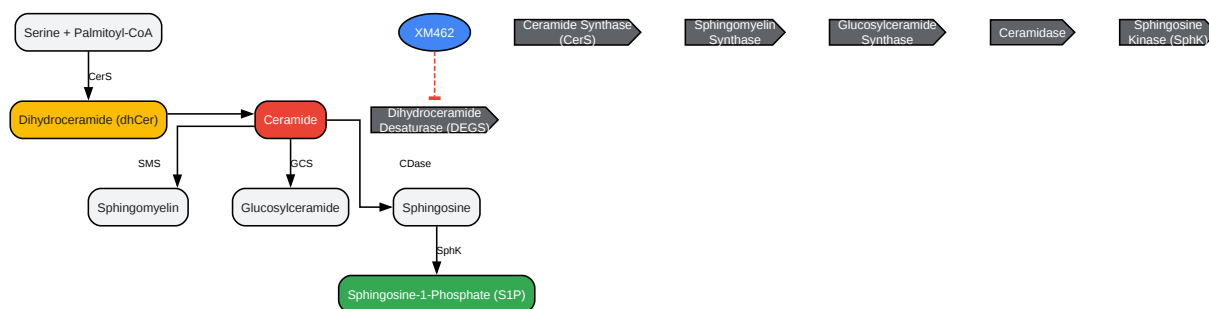 Serine + Palmitoyl-CoA
XM462
Ceramide Synthase
(CerS)
Sphingomyelin
Synthase
Glucosylceramide
Synthase
Ceramidase
Sphingosine
Kinase (SphK)
CerS
Dihydroceramide (dhCer)
Ceramide
Dihydroceramide
Desaturase (DEGS)
SMS
GCS
CDase
Sphingomyelin
Glucosylceramide
Sphingosine
SphK
Sphingosine-1-Phosphate (S1P)